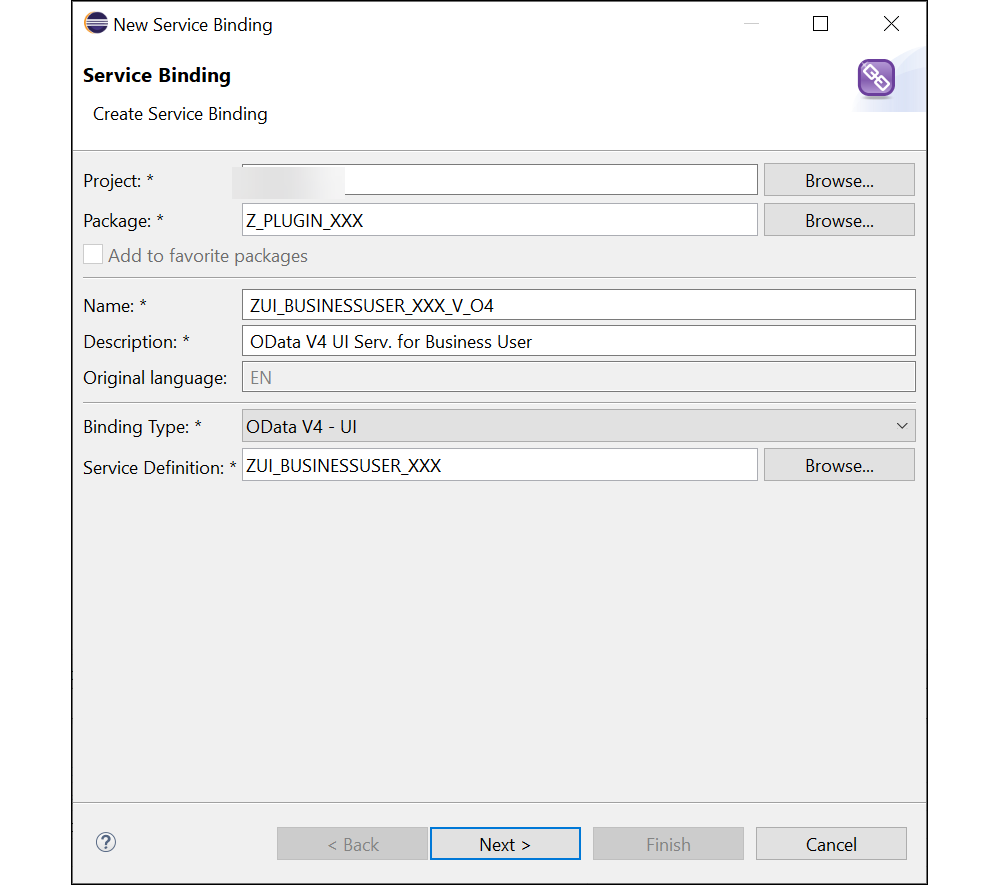 New Service Binding
Service Binding
Create Service Binding
Project: * Browse...
Package: * Z_PLUGIN_XXX Browse...
Add to favorite packages
Name: * ZUI_BUSINESSUSER_XXX_V_O4
Description: * OData V4 UI Serv. for Business User
Original language: EN
Binding Type: * OData V4 - UI
Service Definition: * ZUI_BUSINESSUSER_XXX Browse...
? < Back Next > Finish Cancel